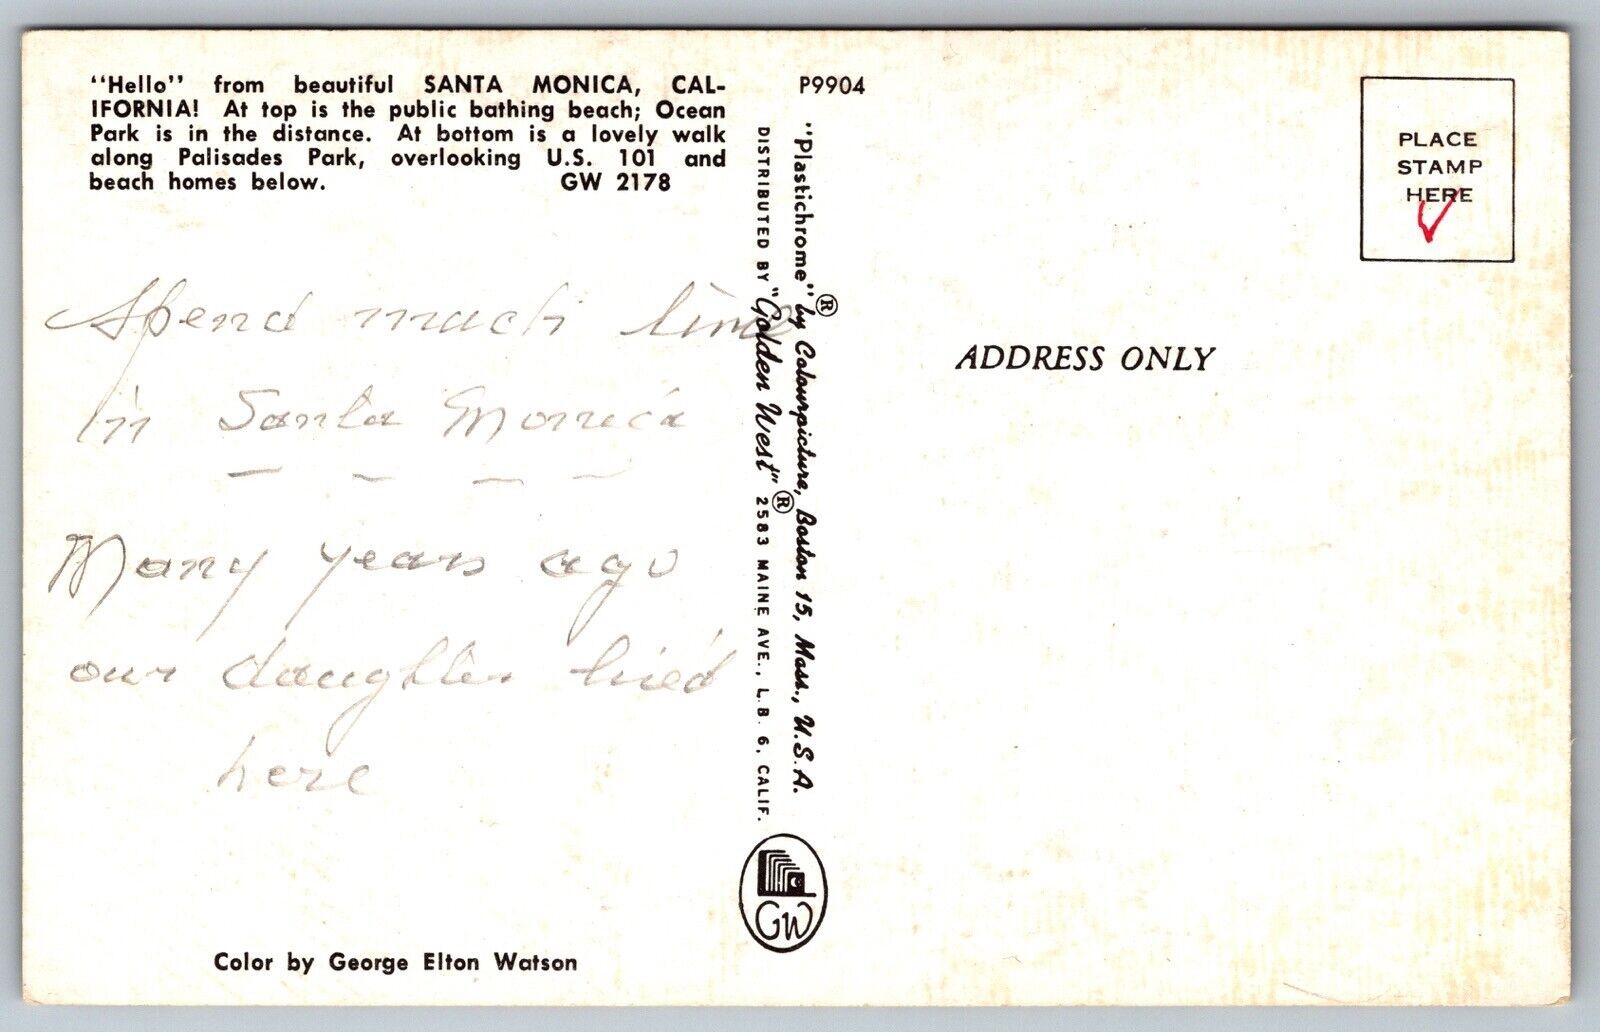 "Hello" from beautiful SANTA MONICA, CAL-
IFORNIA! At top is the public bathing beach; Ocean
Park is in the distance. At bottom is a lovely walk
along Palisades Park, overlooking U.S. 101 and
beach homes below. GW 2178
Spend much time
in Santa Monica
Many years ago
our daughter lived
here
Color by George Elton Watson
P9904
"Plastichrome"® by Colourpicture, Boston 15, Mass., U.S.A.
DISTRIBUTED BY "Golden West"® 2583 MAINE AVE., L.B. 6, CALIF.
GW
PLACE
STAMP
HERE
ADDRESS ONLY